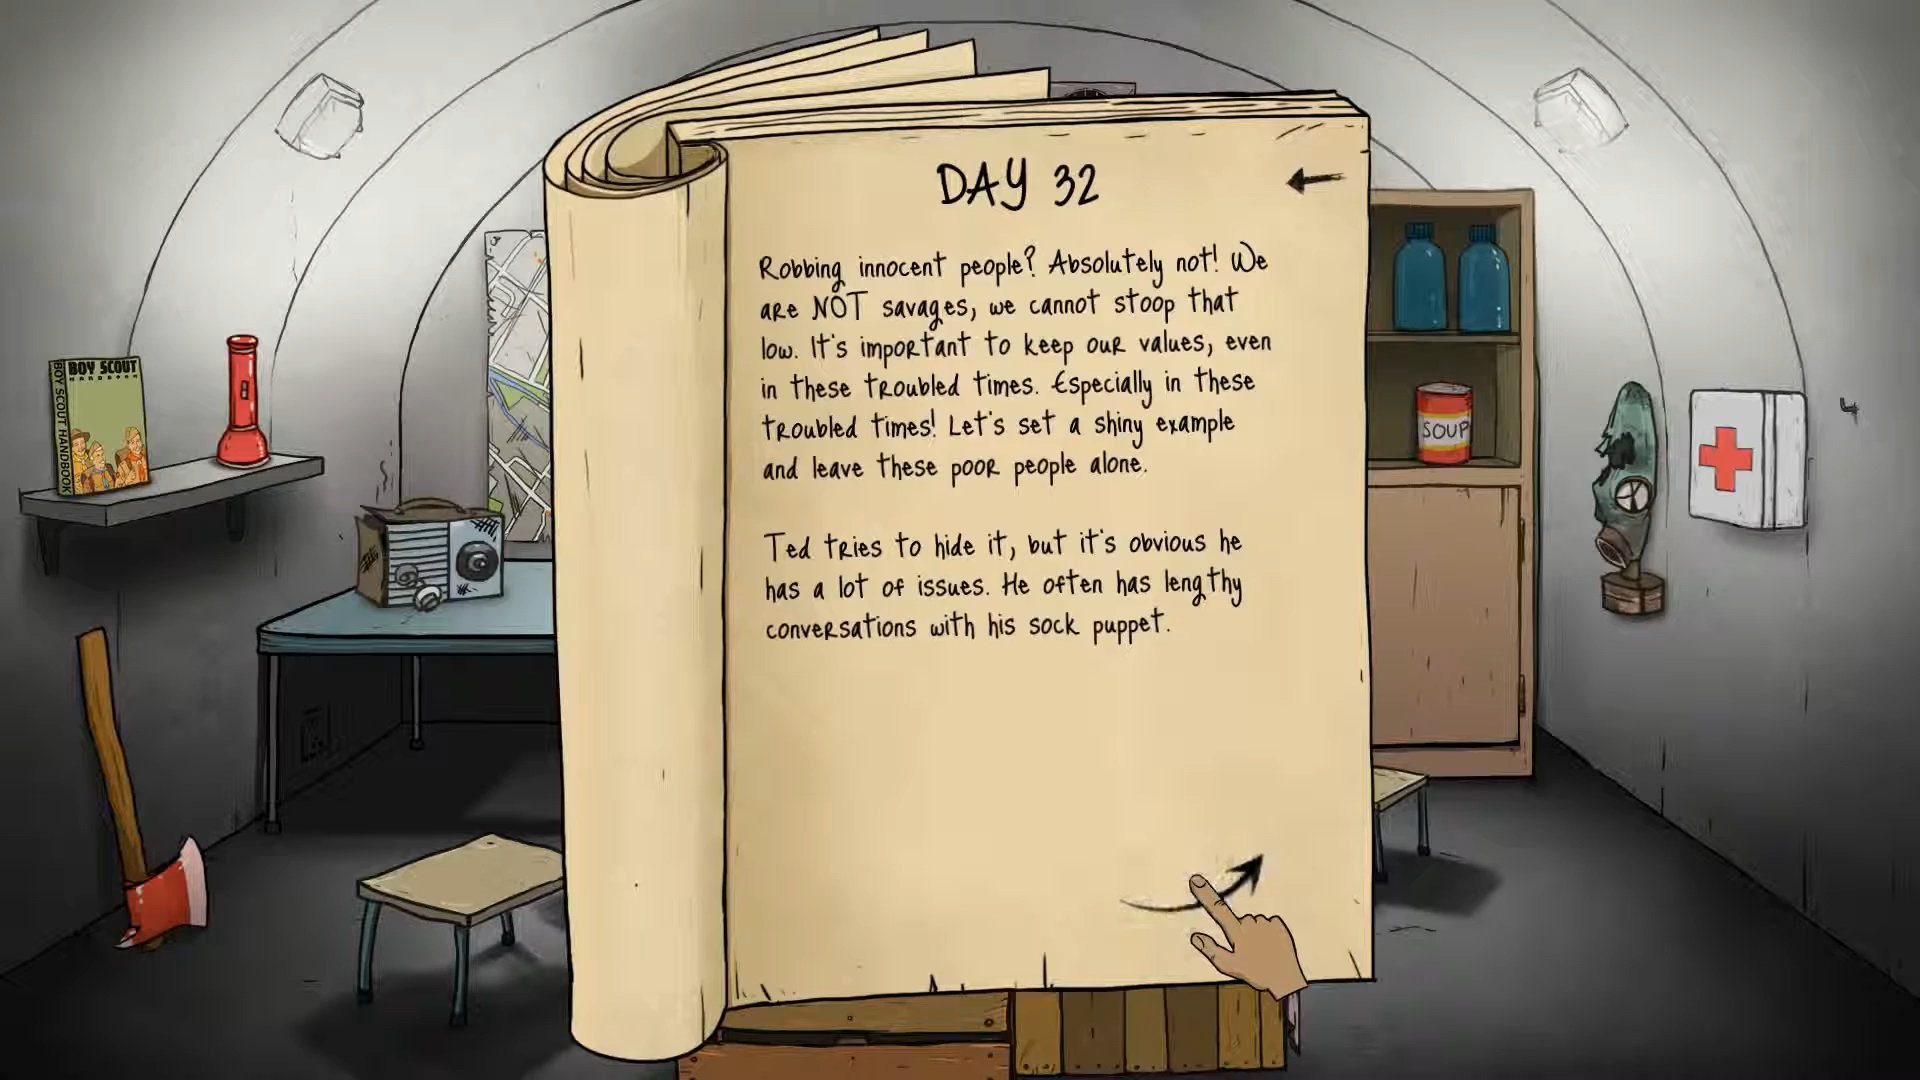 DAY 32
Robbing innocent people? Absolutely not! We
are NOT savages, we cannot stoop that
low. It's important to keep our values, even
in these troubled times. Especially in these
troubled times! Let's set a shiny example
and leave these poor people alone.
Ted tries to hide it, but it's obvious he
has a lot of issues. He often has lengthy
conversations with his sock puppet.
BOY SCOUT
HANDBOOK
BOY SCOUT HANDBOOK
SOUP